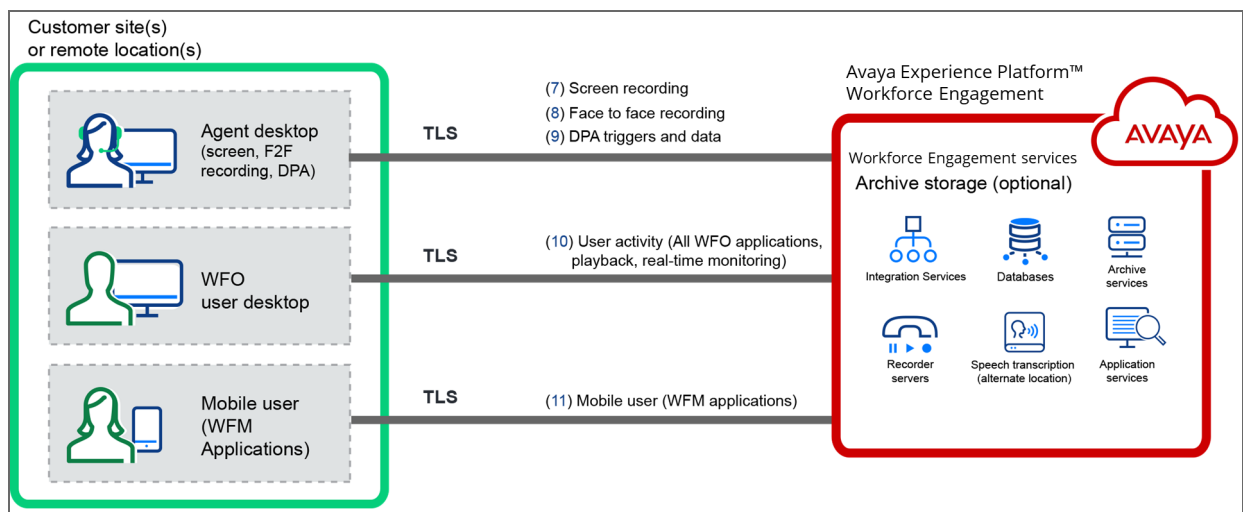 Customer site(s)
or remote location(s)
Agent desktop
(screen, F2F
recording, DPA)
TLS
(7) Screen recording
(8) Face to face recording
(9) DPA triggers and data
WFO
user desktop
TLS
(10) User activity (All WFO applications,
playback, real-time monitoring)
Mobile user
(WFM
Applications)
TLS
(11) Mobile user (WFM applications)
Avaya Experience Platform™
Workforce Engagement
AVAYA
Workforce Engagement services
Archive storage (optional)
Integration Services
Databases
Archive
services
Recorder
servers
Speech transcription
(alternate location)
Application
services